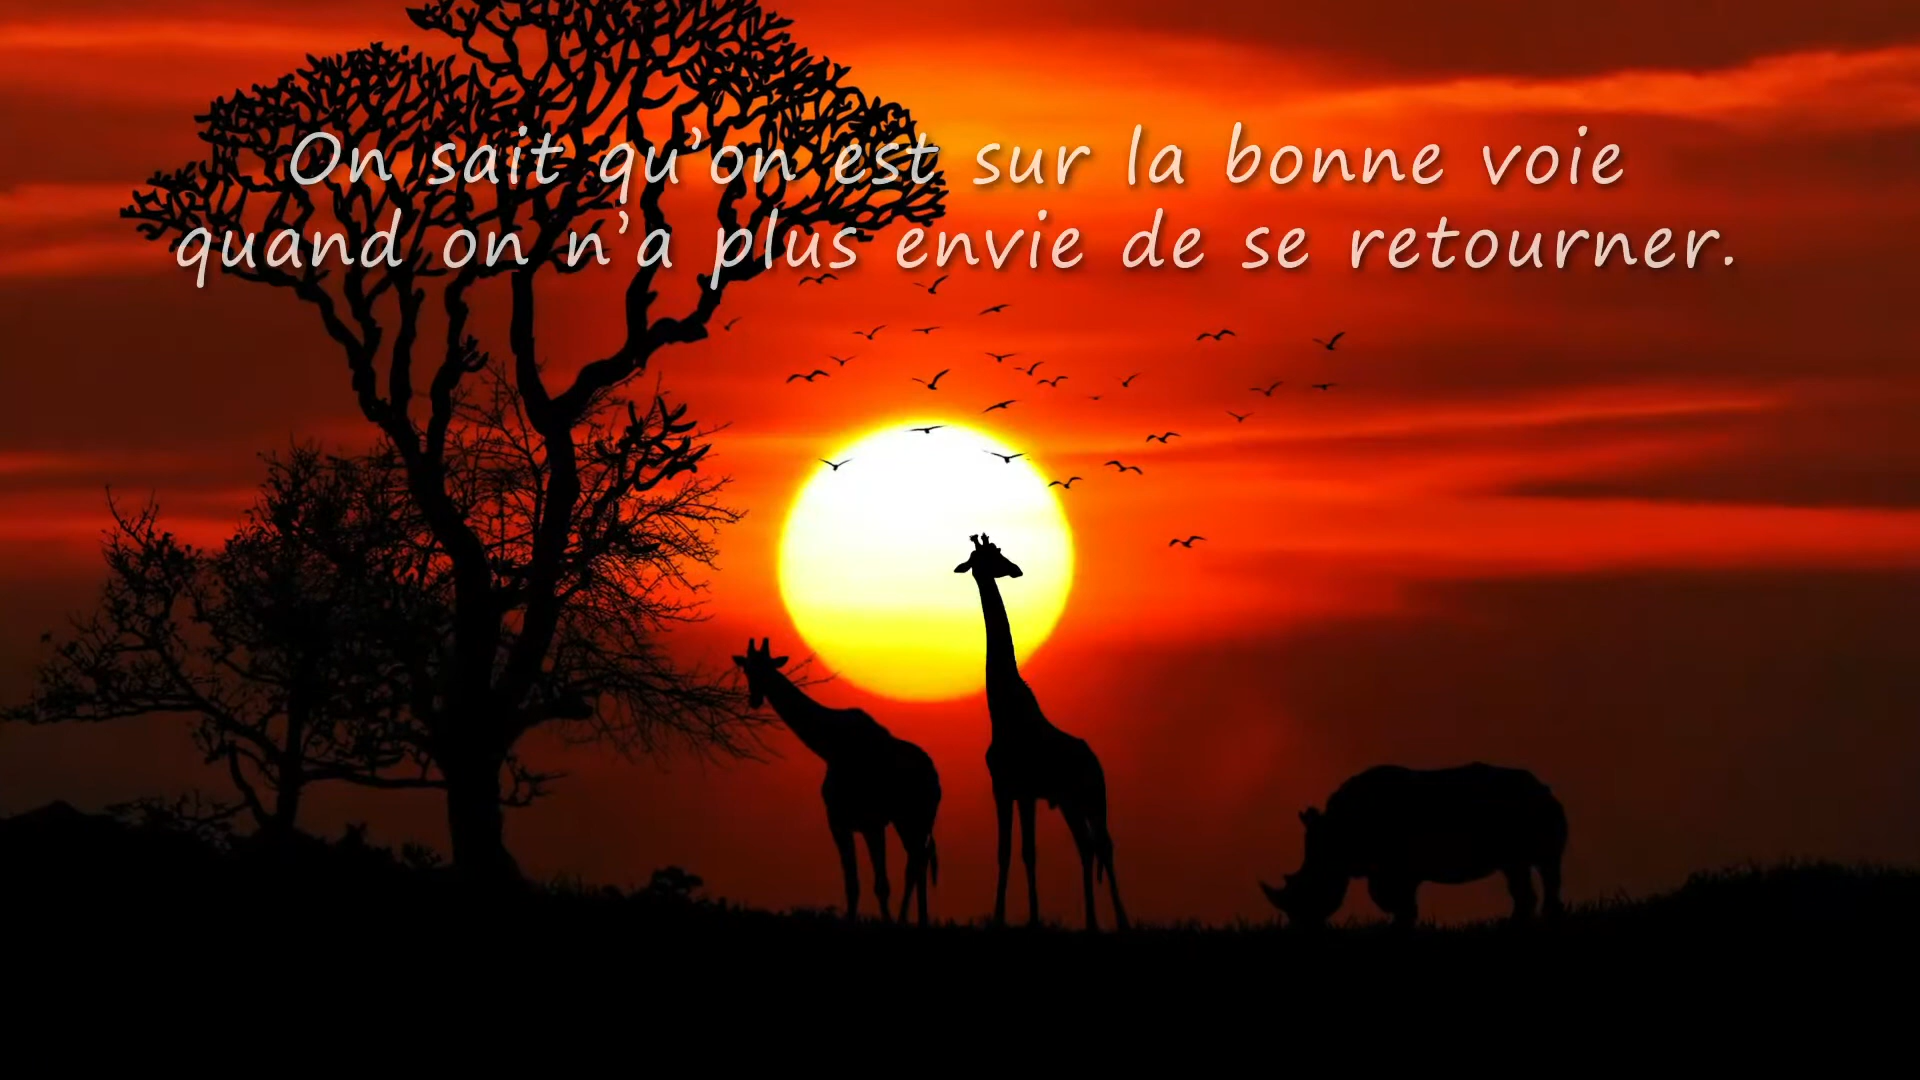 On sait qu’on est sur la bonne voie
quand on n’a plus envie de se retourner.